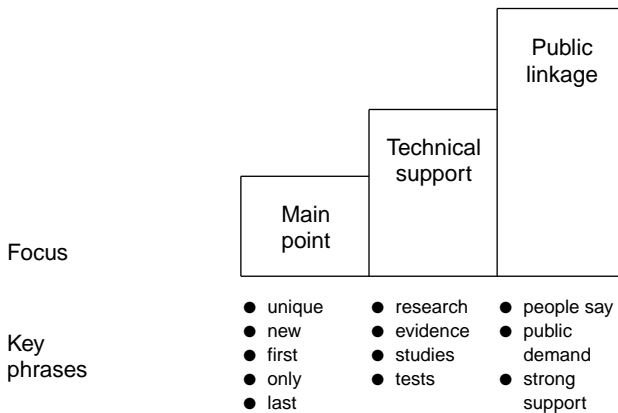 Public
linkage
Technical
support
Main
point
Focus
Key
phrases
● unique
● new
● first
● only
● last
● research
● evidence
● studies
● tests
● people say
● public
demand
● strong
support